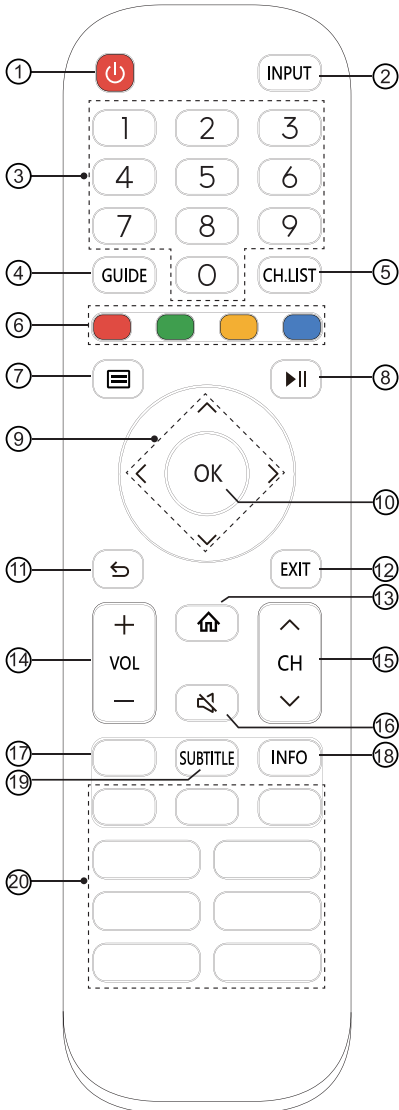 ① INPUT ②
1 2 3
③ 4 5 6
7 8 9
④ GUIDE 0 CH.LIST ⑤
⑥
⑦ ⑧
⑨
OK
⑩
⑪ EXIT ⑫
⑬
+
⑭ VOL CH ⑮
−
⑯
⑰ SUBTITLE INFO ⑱
⑲
⑳